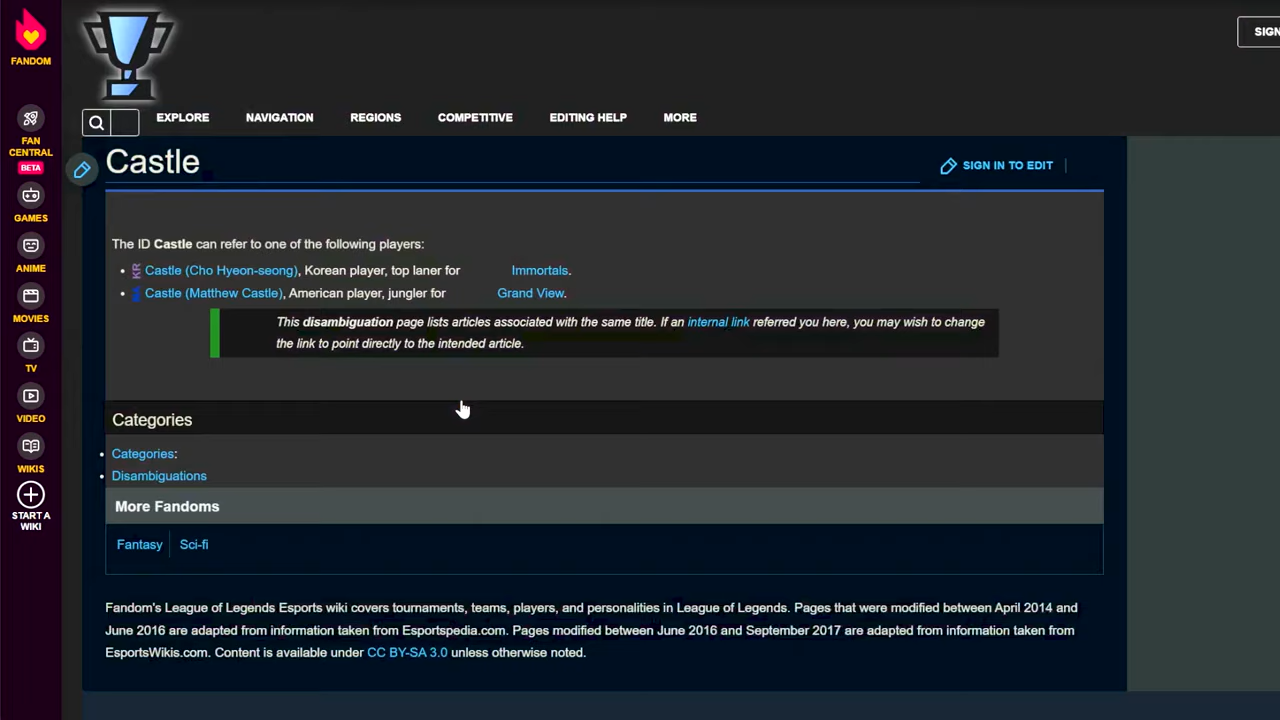 FANDOM
SIGN
FAN
CENTRAL
BETA
GAMES
ANIME
MOVIES
TV
VIDEO
WIKIS
START A
WIKI
EXPLORE NAVIGATION REGIONS COMPETITIVE EDITING HELP MORE
Castle
SIGN IN TO EDIT
The ID Castle can refer to one of the following players:
KR Castle (Cho Hyeon-seong), Korean player, top laner for Immortals.
Castle (Matthew Castle), American player, jungler for Grand View.
This disambiguation page lists articles associated with the same title. If an internal link referred you here, you may wish to change
the link to point directly to the intended article.
Categories
Categories:
Disambiguations
More Fandoms
Fantasy Sci-fi
Fandom's League of Legends Esports wiki covers tournaments, teams, players, and personalities in League of Legends. Pages that were modified between April 2014 and
June 2016 are adapted from information taken from Esportspedia.com. Pages modified between June 2016 and September 2017 are adapted from information taken from
EsportsWikis.com. Content is available under CC BY-SA 3.0 unless otherwise noted.